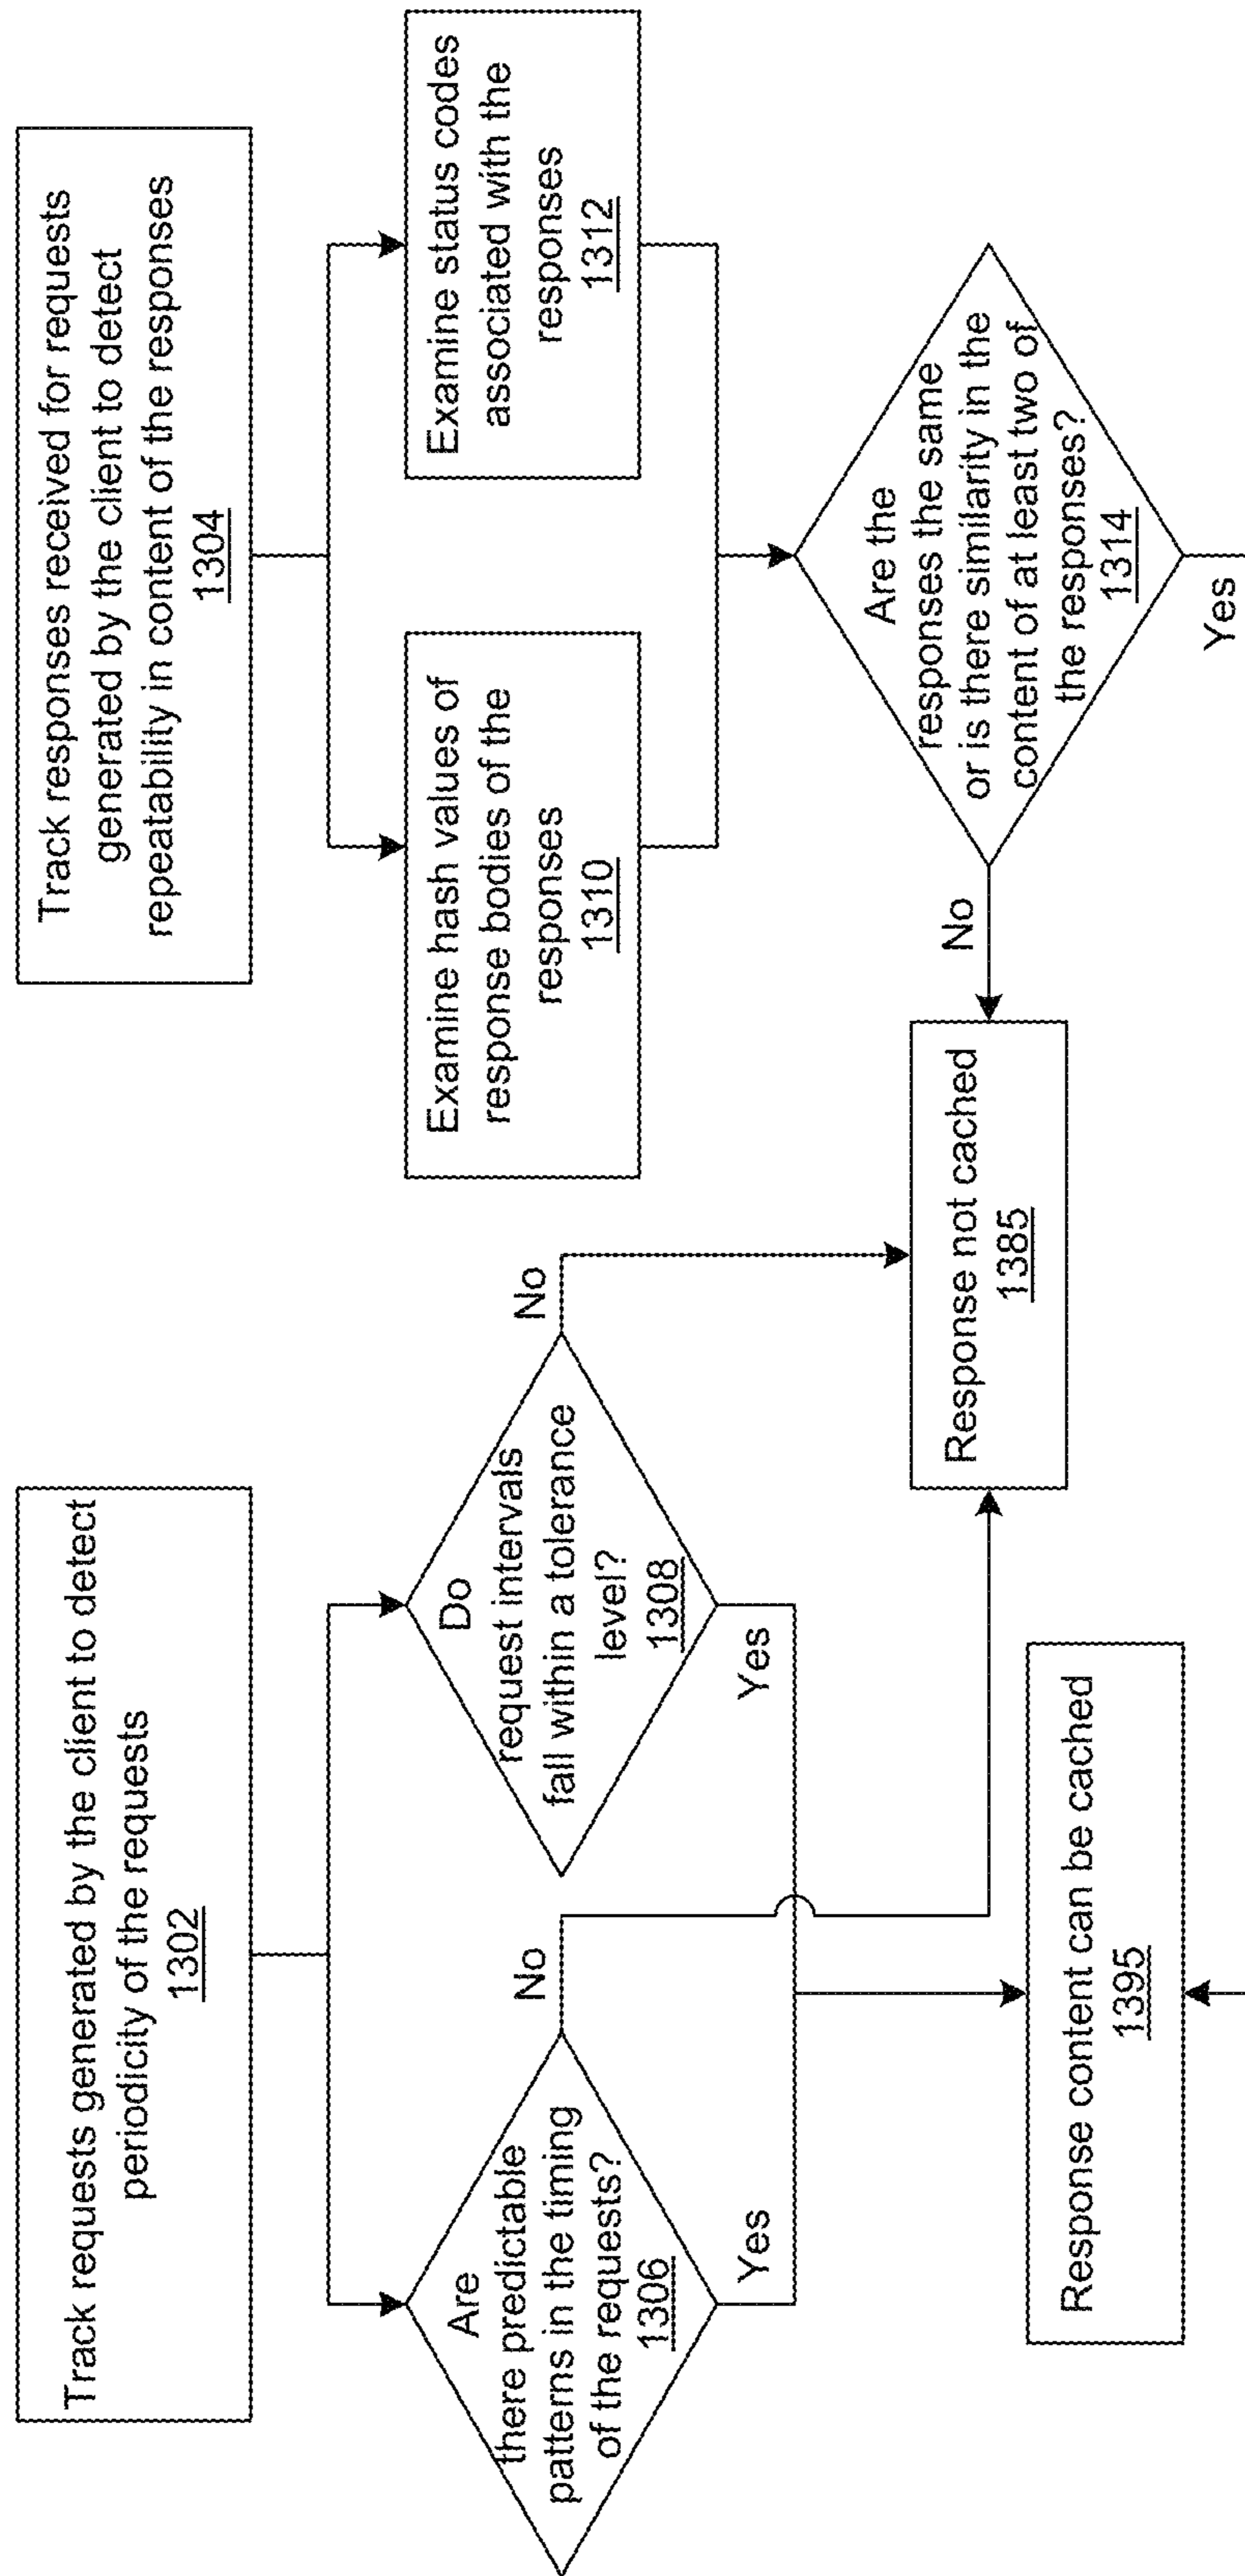 Track requests generated by the client to detect
periodicity of the requests
1302
Are
there predictable
patterns in the timing
of the requests?
1306
No
Yes
Do
request intervals
fall within a tolerance
level?
1308
No
Yes
Response content can be cached
1395
Response not cached
1385
Track responses received for requests
generated by the client to detect
repeatability in content of the responses
1304
Examine hash values of
response bodies of the
responses
1310
Examine status codes
associated with the
responses
1312
Are the
responses the same
or is there similarity in the
content of at least two of
the responses?
1314
No
Yes